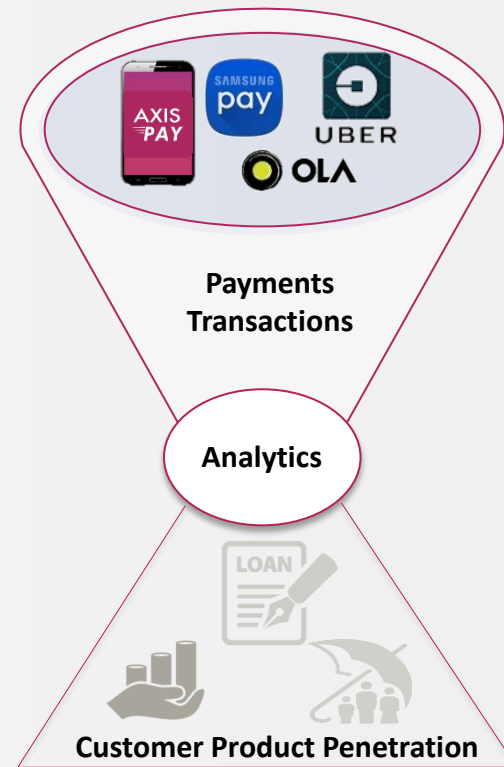 AXIS
PAY
SAMSUNG
pay
UBER
OLA
Payments
Transactions
Analytics
LOAN
Customer Product Penetration